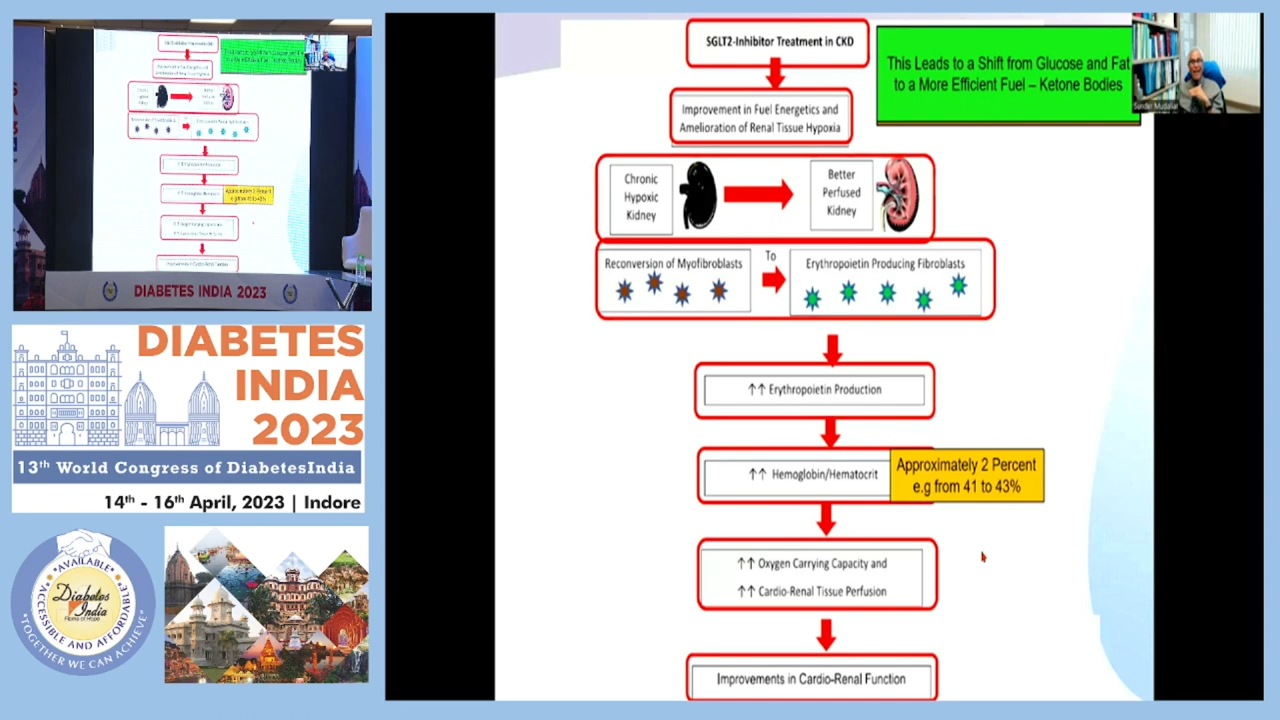 DIABETES INDIA 2023
DIABETES
INDIA
2023
13th World Congress of DiabetesIndia
14th - 16th April, 2023 | Indore
AVAILABLE
ACCESSIBLE AND AFFORDABLE
Diabetes
India
"TOGETHER WE CAN ACHIEVE"
SGLT2-Inhibitor Treatment in CKD
This Leads to a Shift from Glucose and Fat
to a More Efficient Fuel – Ketone Bodies
Sunder Mudaliar
Improvement in Fuel Energetics and
Amelioration of Renal Tissue Hypoxia
Chronic
Hypoxic
Kidney
Better
Perfused
Kidney
Reconversion of Myofibroblasts
To
Erythropoietin Producing Fibroblasts
↑↑ Erythropoietin Production
↑↑ Hemoglobin/Hematocrit
Approximately 2 Percent
e.g from 41 to 43%
↑↑ Oxygen Carrying Capacity and
↑↑ Cardio-Renal Tissue Perfusion
Improvements in Cardio-Renal Function